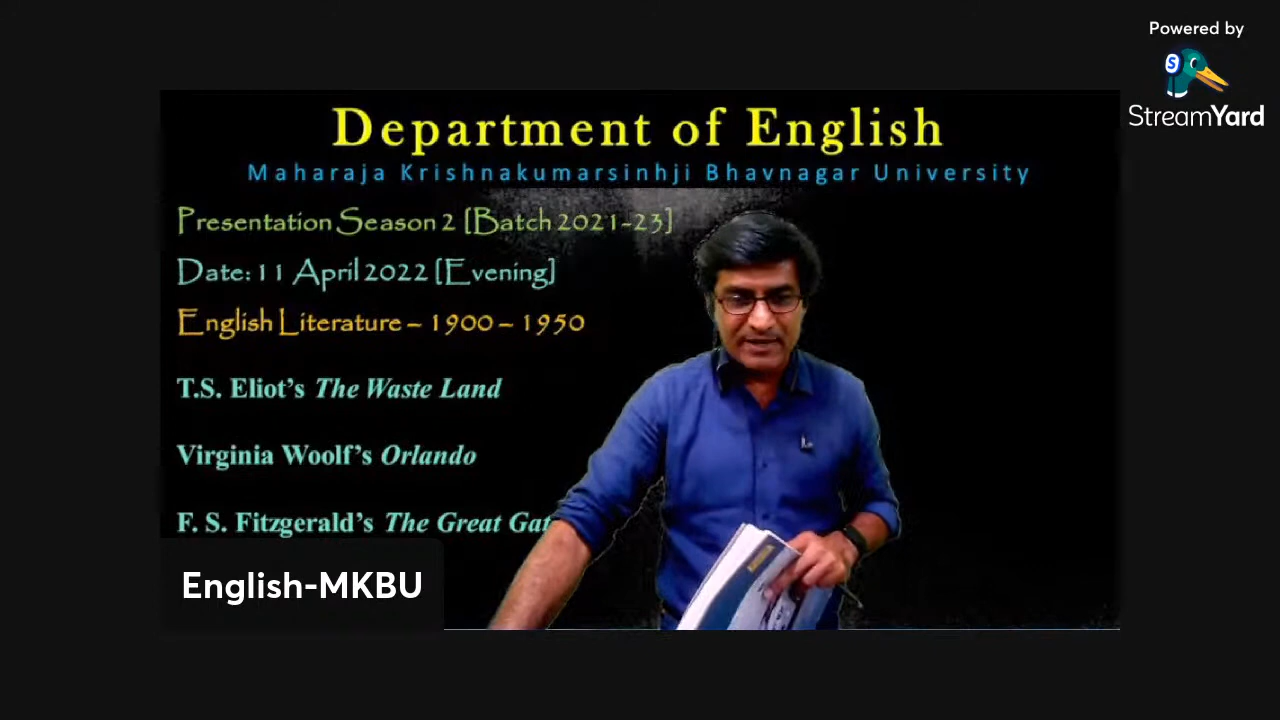 Powered by
StreamYard
Department of English
Maharaja Krishnakumarsinhji Bhavnagar University
Presentation Season 2 [Batch 2021-23]
Date: 11 April 2022 [Evening]
English Literature – 1900 – 1950
T.S. Eliot's The Waste Land
Virginia Woolf's Orlando
F. S. Fitzgerald's The Great Gat
English-MKBU